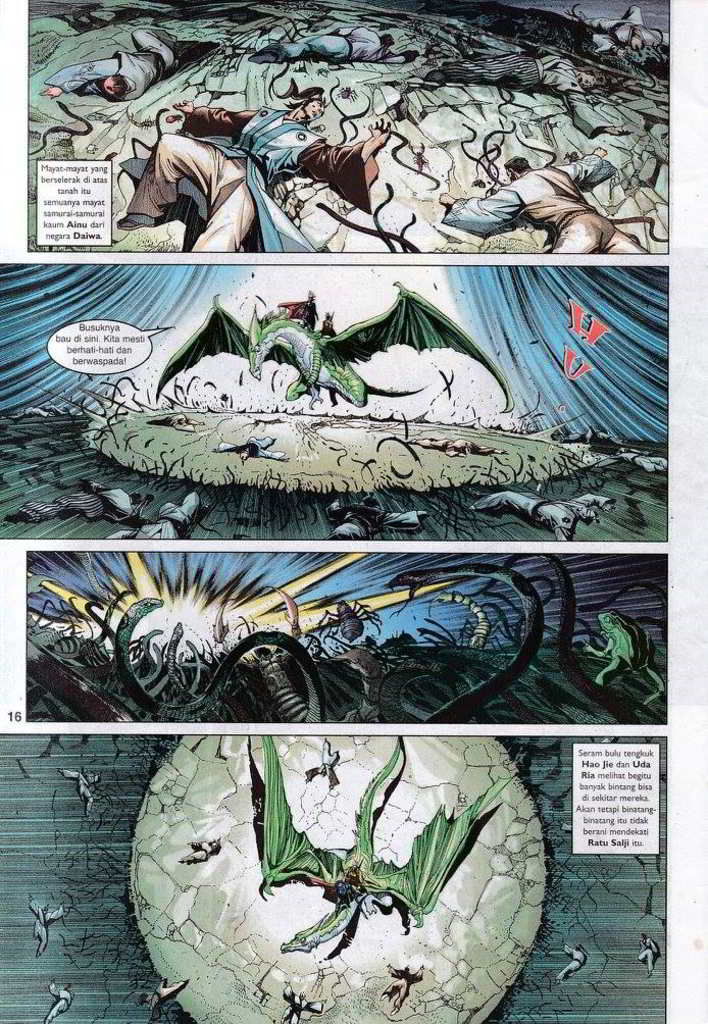 Mayat-mayat yang
berselerak di atas
tanah itu
semuanya mayat
samurai-samurai
kaum Ainu dari
negara Daiwa.
Busuknya
bau di sini. Kita mesti
berhati-hati dan
berwaspada!
HU
16
Seram bulu tengkuk
Hao Jie dan Uda
Ria melihat begitu
banyak bintang bisa
di sekitar mereka.
Akan tetapi binatang-
binatang itu tidak
berani mendekati
Ratu Salji itu.